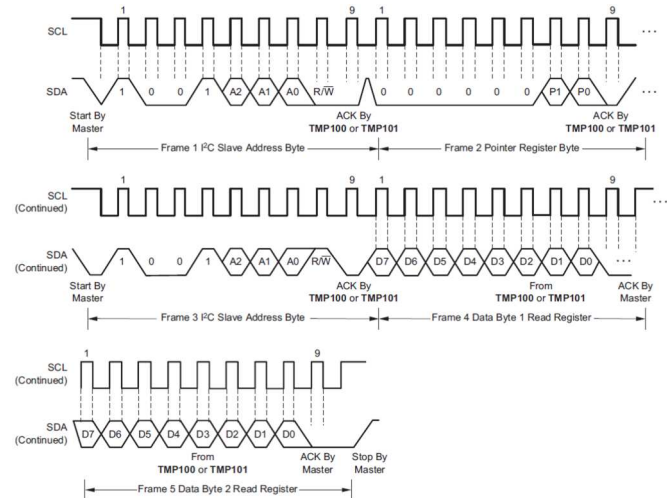 1 9 1 9
SCL ...
SDA 1 0 0 1 A2 A1 A0 R/W̅ 0 0 0 0 0 0 P1 P0 ...
Start By ACK By ACK By
Master TMP100 or TMP101 TMP100 or TMP101
Frame 1 I²C Slave Address Byte Frame 2 Pointer Register Byte
1 9 1 9
SCL ...
(Continued)
SDA 1 0 0 1 A2 A1 A0 R/W̅ D7 D6 D5 D4 D3 D2 D1 D0 ...
(Continued)
Start By ACK By From ACK By
Master TMP100 or TMP101 TMP100 or TMP101 Master
Frame 3 I²C Slave Address Byte Frame 4 Data Byte 1 Read Register
1 9
SCL
(Continued)
SDA D7 D6 D5 D4 D3 D2 D1 D0
(Continued)
From ACK By Stop By
TMP100 or TMP101 Master Master
Frame 5 Data Byte 2 Read Register